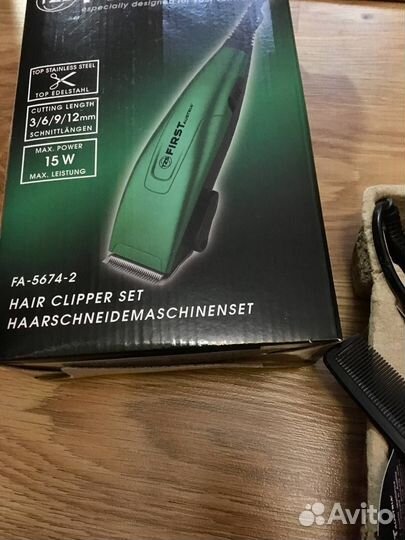 especially designed for
TOP STAINLESS STEEL
TOP EDELSTAHL
CUTTING LENGTH
3/6/9/12mm
SCHNITTLÄNGEN
MAX. POWER
15 W
MAX. LEISTUNG
FIRST
AUSTRIA
FA-5674-2
HAIR CLIPPER SET
HAARSCHNEIDEMASCHINENSET
Avito